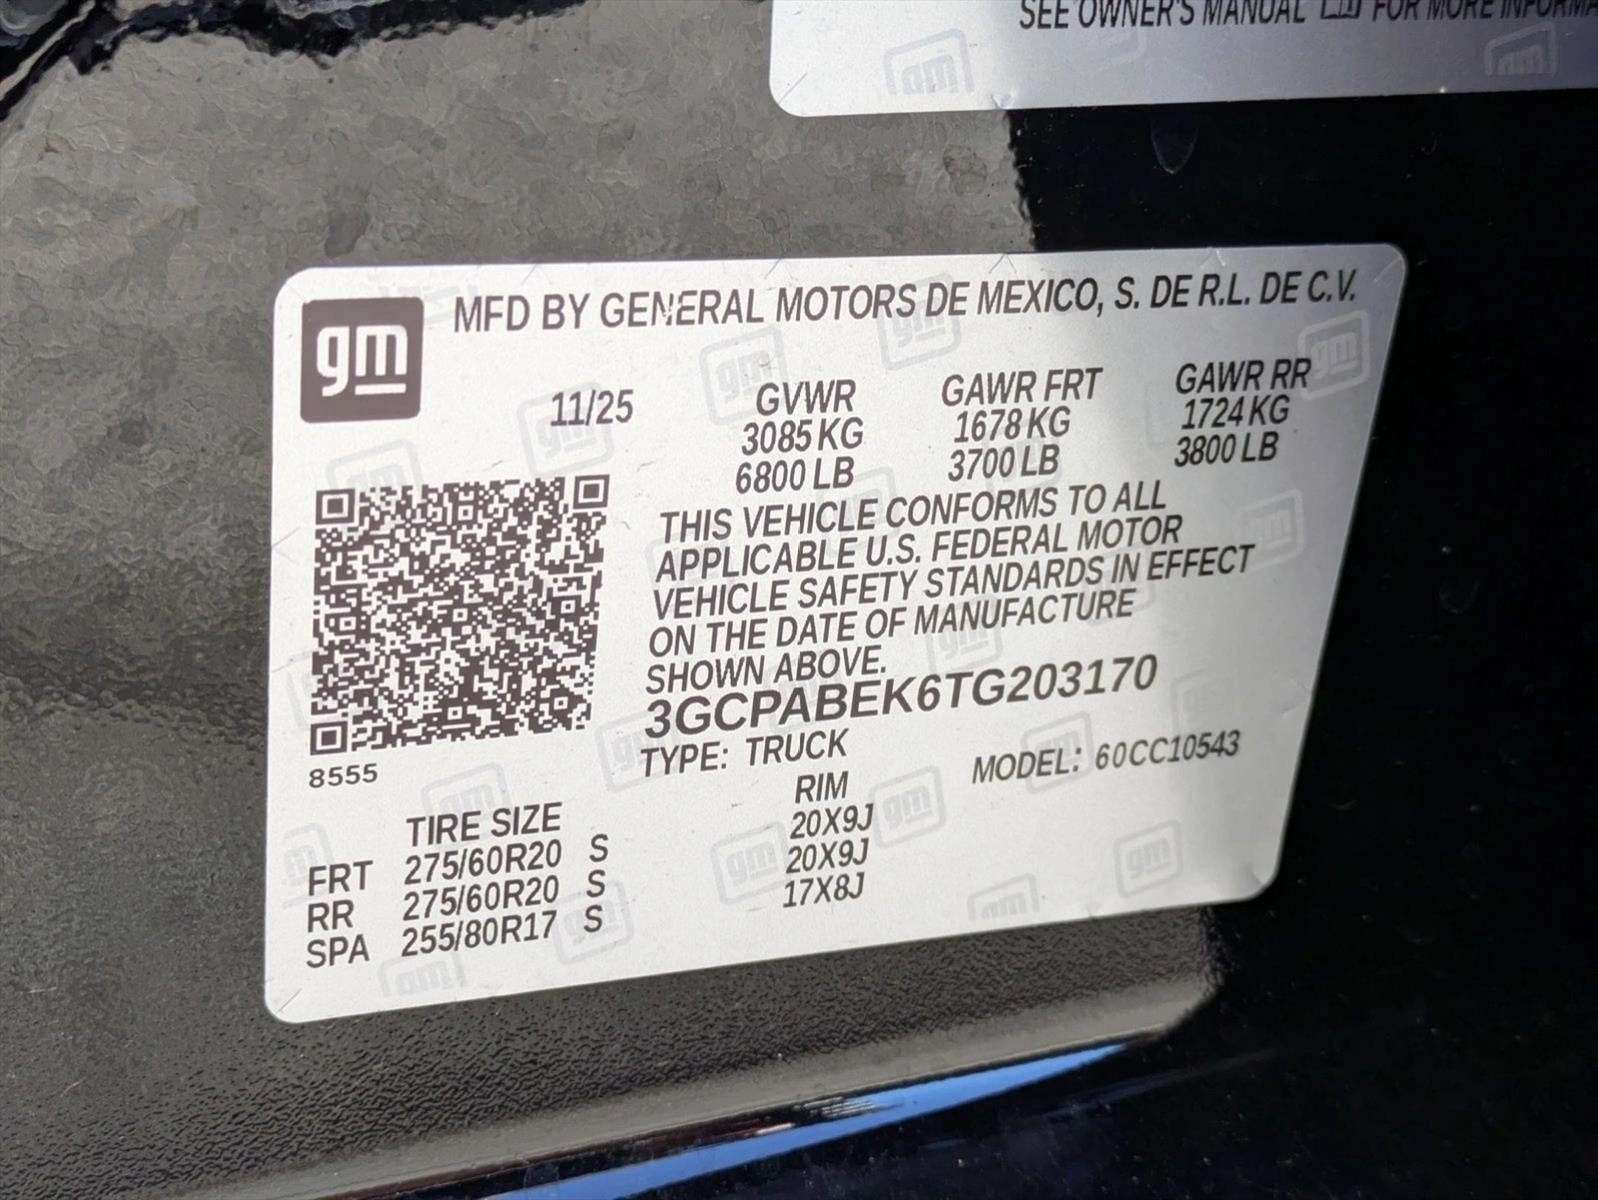 SEE OWNER'S MANUAL FOR MORE INFORMA
gm
MFD BY GENERAL MOTORS DE MEXICO, S. DE R.L. DE C.V.
11/25 GVWR GAWR FRT GAWR RR
3085 KG 1678 KG 1724 KG
6800 LB 3700 LB 3800 LB
THIS VEHICLE CONFORMS TO ALL
APPLICABLE U.S. FEDERAL MOTOR
VEHICLE SAFETY STANDARDS IN EFFECT
ON THE DATE OF MANUFACTURE
SHOWN ABOVE.
3GCPABEK6TG203170
TYPE: TRUCK MODEL: 60CC10543
8555
TIRE SIZE RIM
FRT 275/60R20 S 20X9J
RR 275/60R20 S 20X9J
SPA 255/80R17 S 17X8J